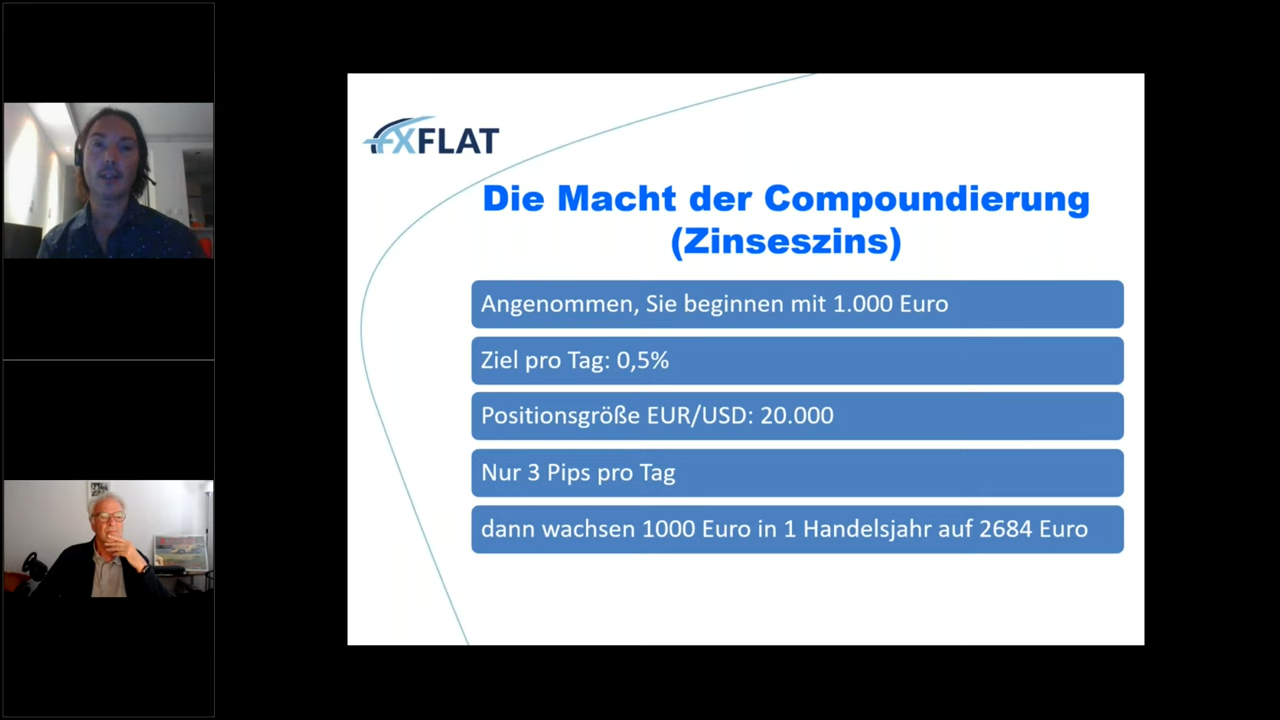 FXFLAT
Die Macht der Compoundierung
(Zinseszins)
Angenommen, Sie beginnen mit 1.000 Euro
Ziel pro Tag: 0,5%
Positionsgröße EUR/USD: 20.000
Nur 3 Pips pro Tag
dann wachsen 1000 Euro in 1 Handelsjahr auf 2684 Euro